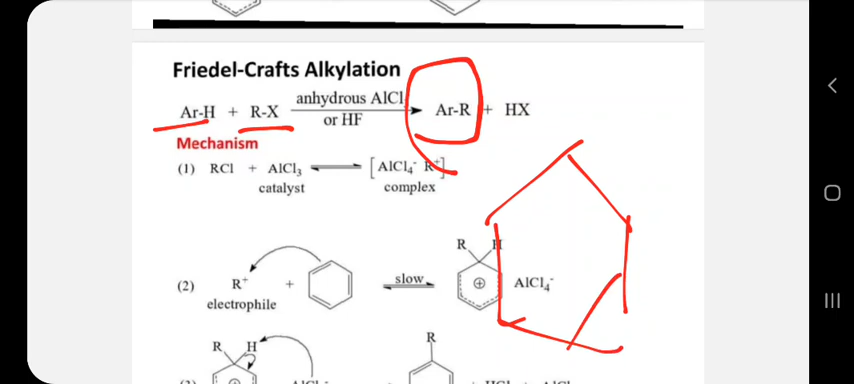 Friedel-Crafts Alkylation
Ar-H + R-X anhydrous AlCl Ar-R + HX
or HF
Mechanism
(1) RCl + AlCl₃ [AlCl₄⁻ R⁺]
catalyst complex
R H
(2) R⁺ + slow ⊕ AlCl₄⁻
electrophile
R H R